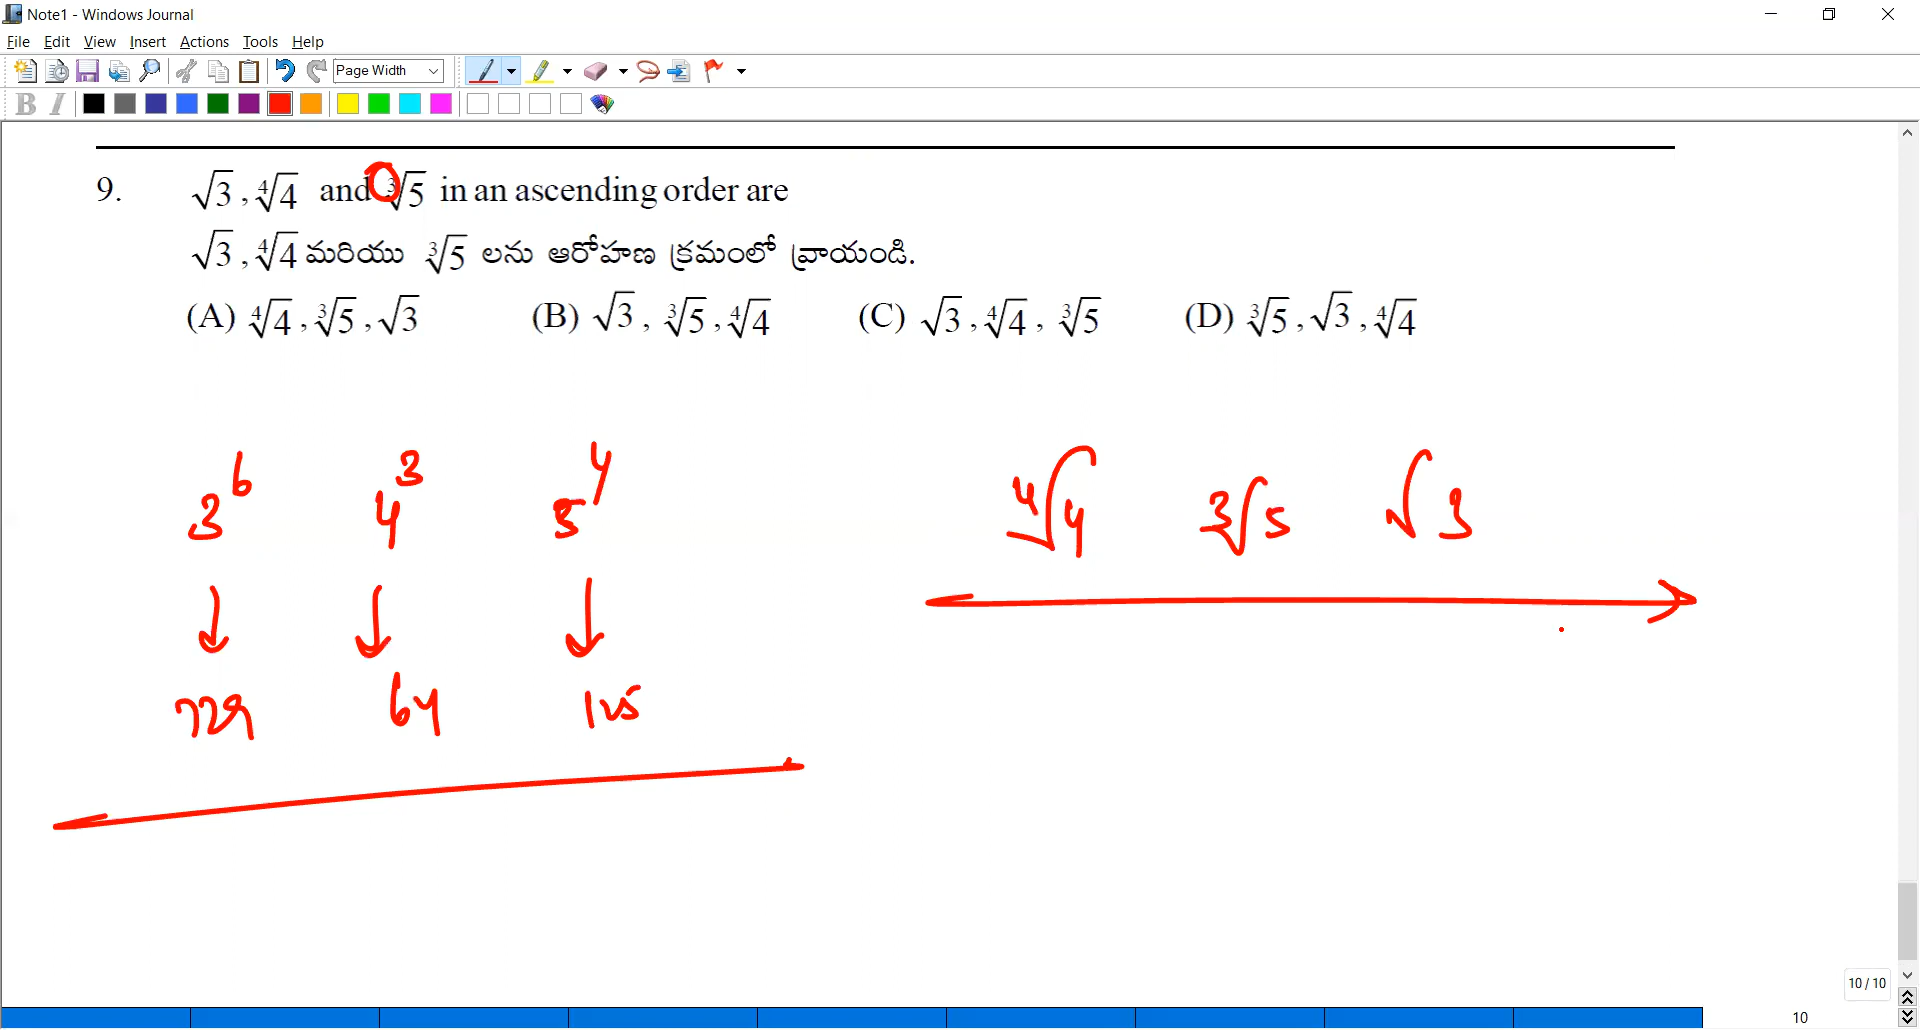 Note1 - Windows Journal
File Edit View Insert Actions Tools Help
Page Width
B I
9. √3 , ∜4 and ∛5 in an ascending order are
√3 , ∜4 మరియు ∛5 లను ఆరోహణ క్రమంలో వ్రాయండి.
(A) ∜4 , ∛5 , √3 (B) √3 , ∛5 , ∜4 (C) √3 , ∜4 , ∛5 (D) ∛5 , √3 , ∜4
3⁶ 4³ 5⁴ ∜4 ∛5 √3
↓ ↓ ↓
729 64 125
10 / 10
10